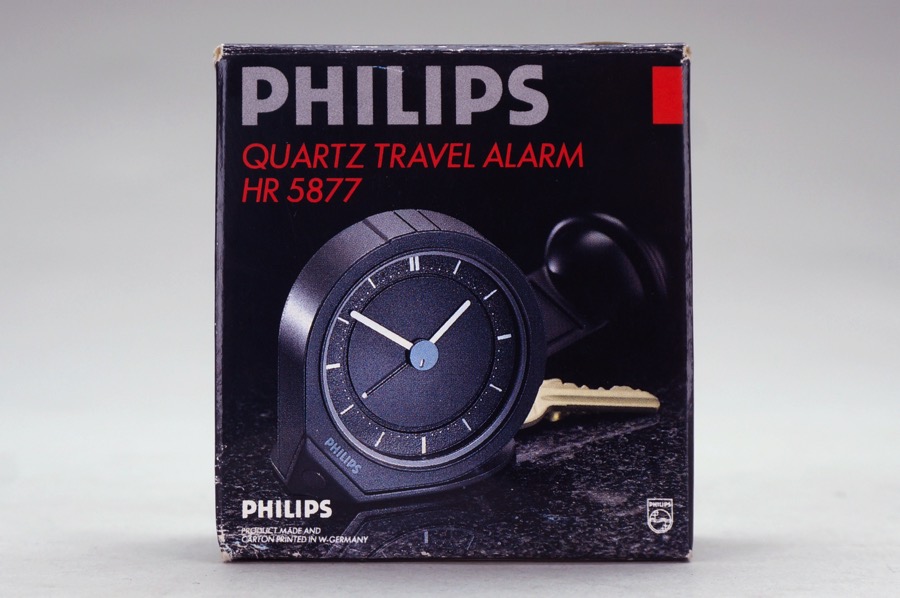 PHILIPS
QUARTZ TRAVEL ALARM
HR 5877
PHILIPS
PHILIPS
PRODUCT MADE AND
CARTON PRINTED IN W-GERMANY
PHILIPS